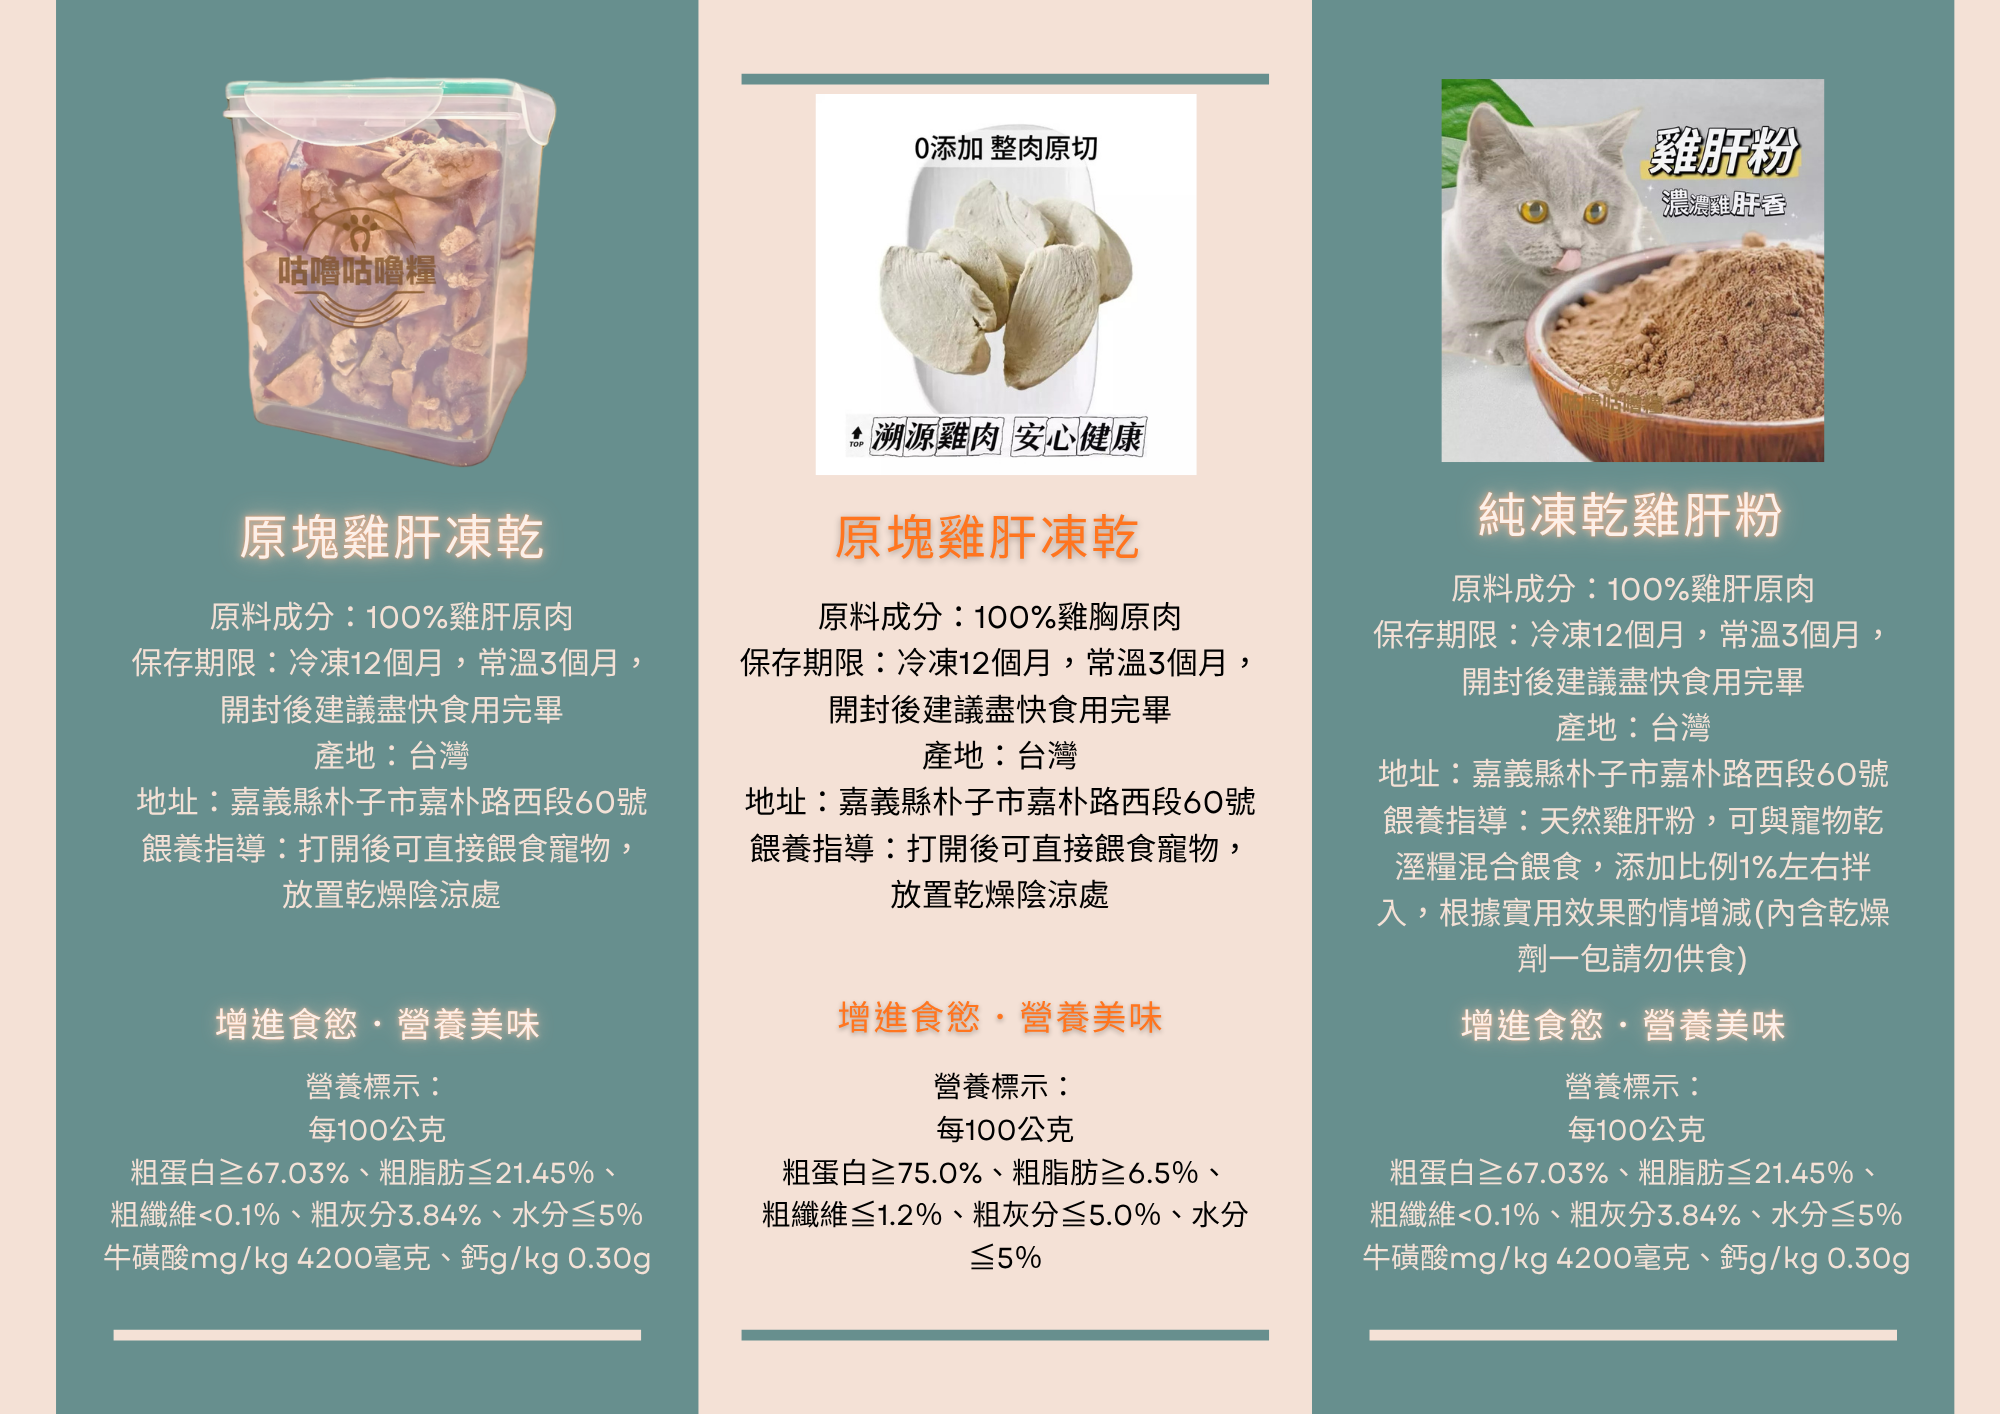 咕嚕咕嚕糧
原塊雞肝凍乾
原料成分：100%雞肝原肉
保存期限：冷凍12個月，常溫3個月，
開封後建議盡快食用完畢
產地：台灣
地址：嘉義縣朴子市嘉朴路西段60號
餵養指導：打開後可直接餵食寵物，
放置乾燥陰涼處
增進食慾・營養美味
營養標示：
每100公克
粗蛋白≧67.03%、粗脂肪≦21.45%、
粗纖維<0.1%、粗灰分3.84%、水分≦5%
牛磺酸mg/kg 4200毫克、鈣g/kg 0.30g
0添加 整肉原切
TOP 溯源雞肉 安心健康
原塊雞肝凍乾
原料成分：100%雞胸原肉
保存期限：冷凍12個月，常溫3個月，
開封後建議盡快食用完畢
產地：台灣
地址：嘉義縣朴子市嘉朴路西段60號
餵養指導：打開後可直接餵食寵物，
放置乾燥陰涼處
增進食慾・營養美味
營養標示：
每100公克
粗蛋白≧75.0%、粗脂肪≧6.5%、
粗纖維≦1.2%、粗灰分≦5.0%、水分
≦5%
雞肝粉
濃濃雞肝香
咕嚕咕嚕糧
純凍乾雞肝粉
原料成分：100%雞肝原肉
保存期限：冷凍12個月，常溫3個月，
開封後建議盡快食用完畢
產地：台灣
地址：嘉義縣朴子市嘉朴路西段60號
餵養指導：天然雞肝粉，可與寵物乾
溼糧混合餵食，添加比例1%左右拌
入，根據實用效果酌情增減(內含乾燥
劑一包請勿供食)
增進食慾・營養美味
營養標示：
每100公克
粗蛋白≧67.03%、粗脂肪≦21.45%、
粗纖維<0.1%、粗灰分3.84%、水分≦5%
牛磺酸mg/kg 4200毫克、鈣g/kg 0.30g